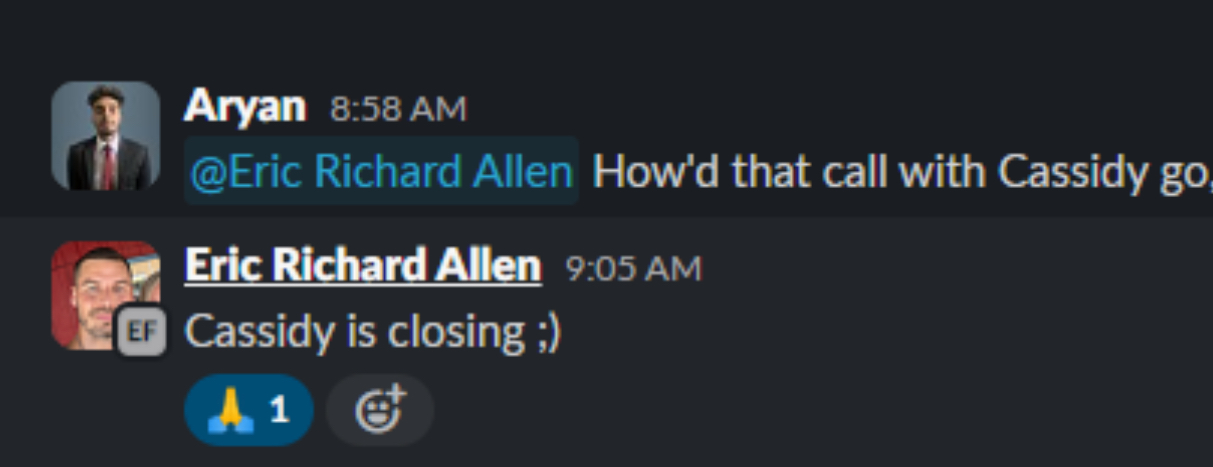 Aryan 8:58 AM
@Eric Richard Allen How'd that call with Cassidy go,
Eric Richard Allen 9:05 AM
EF
Cassidy is closing ;)
1